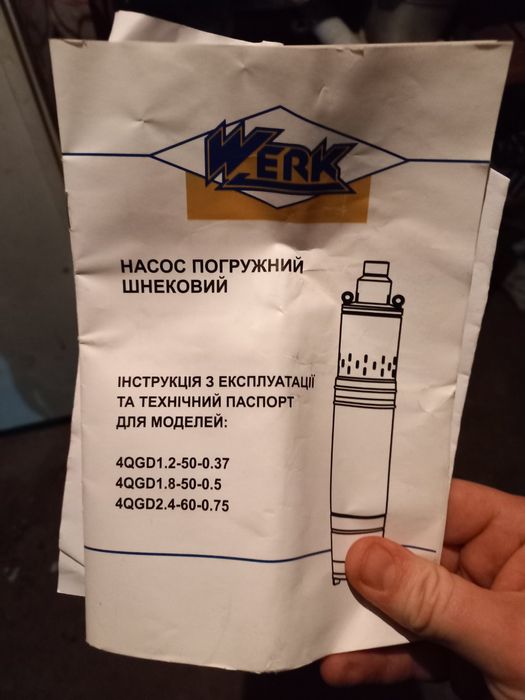 WERK
НАСОС ПОГРУЖНИЙ
ШНЕКОВИЙ
ІНСТРУКЦІЯ З ЕКСПЛУАТАЦІЇ
ТА ТЕХНІЧНИЙ ПАСПОРТ
ДЛЯ МОДЕЛЕЙ:
4QGD1.2-50-0.37
4QGD1.8-50-0.5
4QGD2.4-60-0.75